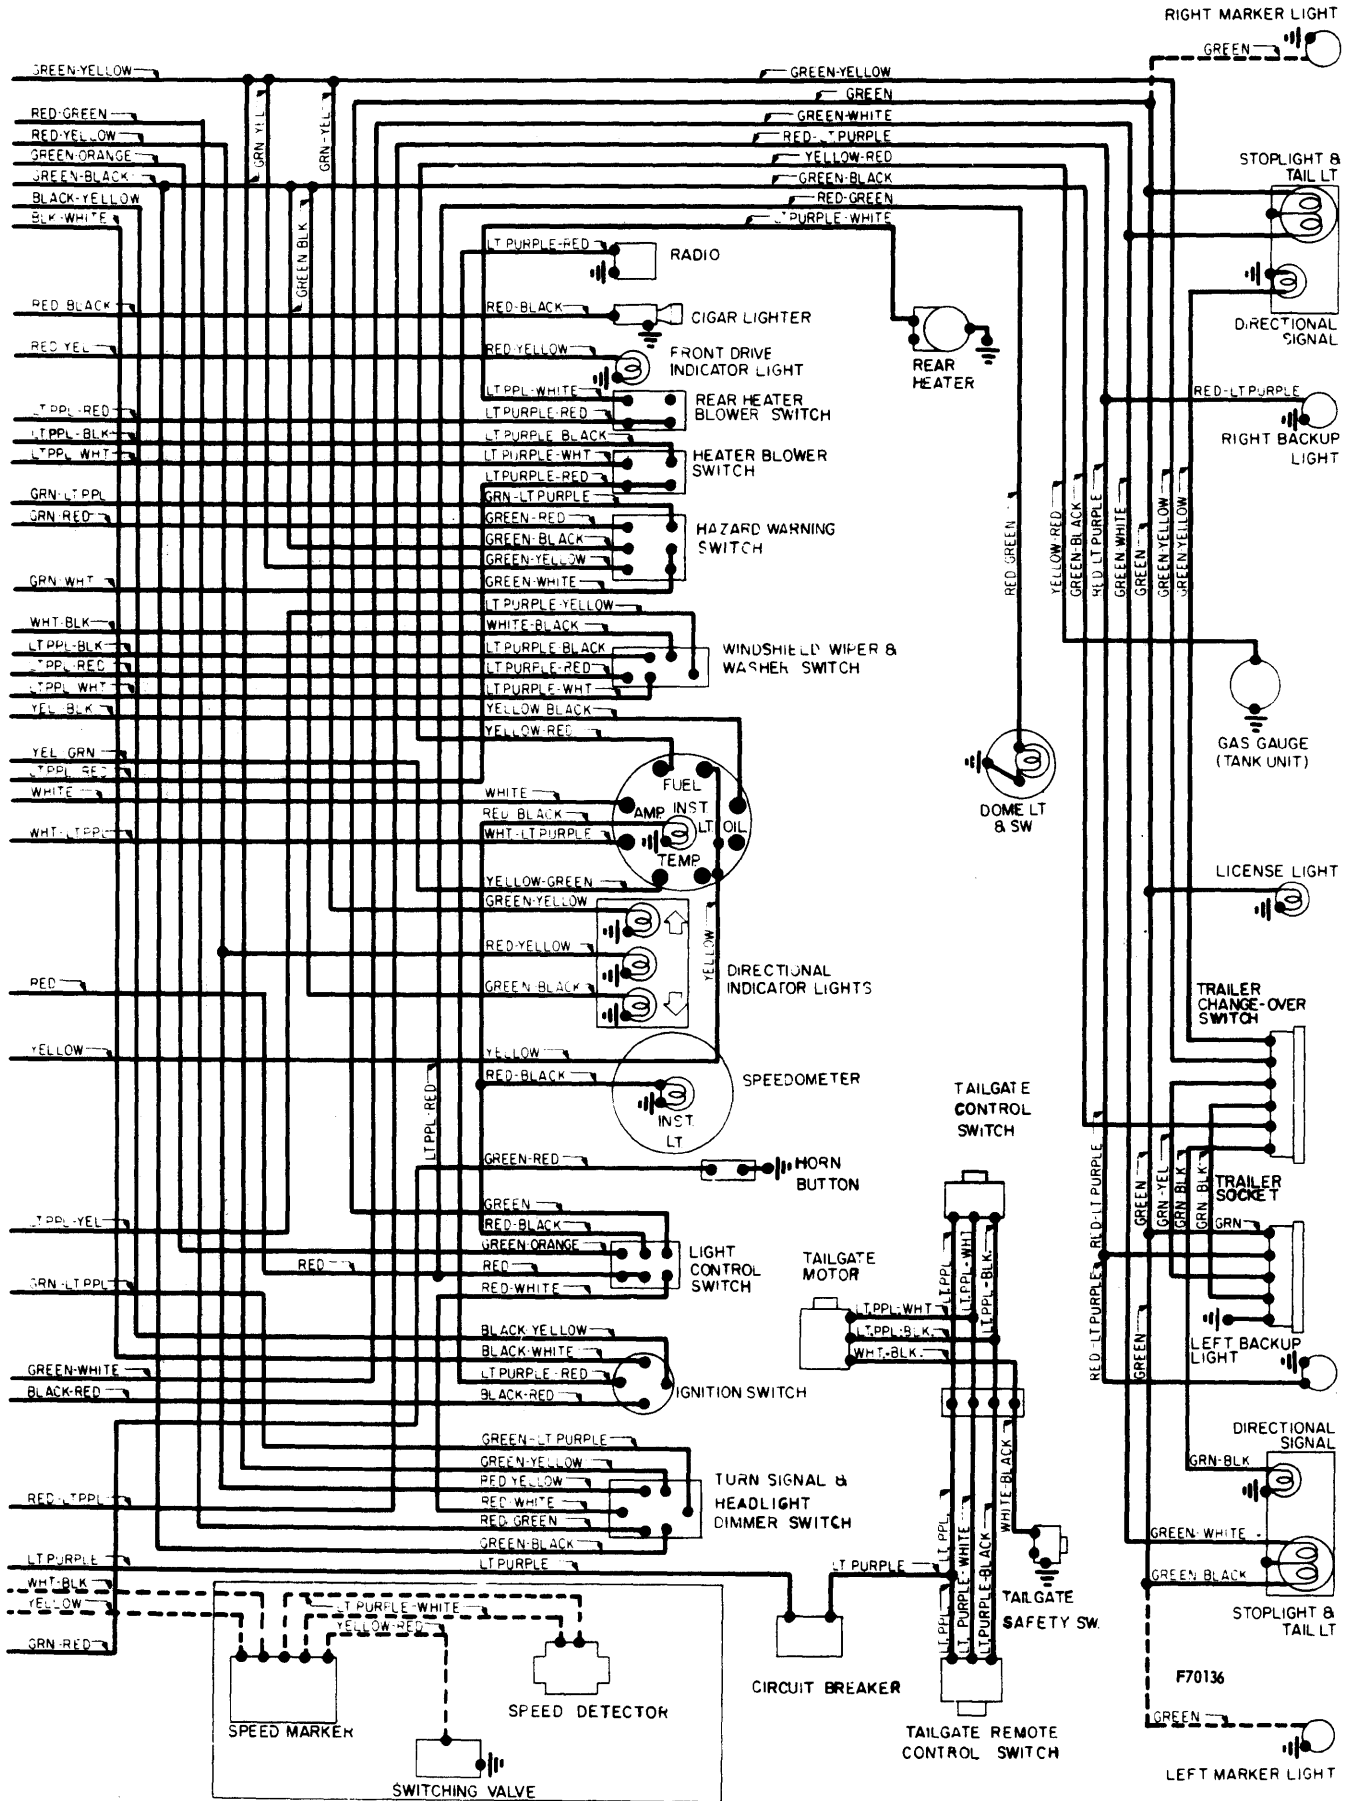 RIGHT MARKER LIGHT
GREEN
GREEN-YELLOW
GREEN-YELLOW
GREEN
RED-GREEN
GREEN-WHITE
RED-YELLOW
RED-LT.PURPLE
GREEN-ORANGE
YELLOW-RED
GREEN-BLACK
GREEN-BLACK
BLACK-YELLOW
RED-GREEN
BLK-WHITE
LT PURPLE-WHITE
GRN YEL
GRN-YEL
GREEN BLK
STOPLIGHT &
TAIL LT
LT PURPLE-RED
RADIO
RED BLACK
RED-BLACK
CIGAR LIGHTER
DIRECTIONAL
SIGNAL
RED YEL
RED-YELLOW
FRONT DRIVE
INDICATOR LIGHT
REAR
HEATER
LT.PPL-WHITE
REAR HEATER
BLOWER SWITCH
RED-LT.PURPLE
LT.PPL-RED
LT.PURPLE-RED
LT.PPL-BLK
LT.PURPLE BLACK
RIGHT BACKUP
LIGHT
LT.PPL WHT
LT PURPLE-WHT
HEATER BLOWER
SWITCH
LT.PURPLE-RED
GRN-LT.PPL
GRN-LT.PURPLE
GRN-RED
GREEN-RED
HAZARD WARNING
SWITCH
GREEN-BLACK
GREEN-YELLOW
GRN-WHT
GREEN-WHITE
RED GREEN
YELLOW-RED
GREEN-BLACK
RED LT PURPLE
GREEN WHITE
GREEN
GREEN-YELLOW
GREEN-YELLOW
LT PURPLE-YELLOW
WHT-BLK
WHITE-BLACK
LT PPL-BLK
LT.PURPLE BLACK
WINDSHIELD WIPER &
WASHER SWITCH
LT.PPL-RED
LT.PURPLE-RED
LT.PPL WHT
LT.PURPLE-WHT
YEL-BLK
YELLOW BLACK
YELLOW-RED
GAS GAUGE
(TANK UNIT)
YEL-GRN
LT.PPL RED
FUEL
WHITE
WHITE
AMP.
INST.
LT.
OIL
RED BLACK
DOME LT
& SW
WHT-LT.PPL
WHT-LT.PURPLE
TEMP
YELLOW-GREEN
LICENSE LIGHT
GREEN-YELLOW
YELLOW
RED-YELLOW
DIRECTIONAL
INDICATOR LIGHTS
RED
GREEN-BLACK
TRAILER
CHANGE-OVER
SWITCH
YELLOW
YELLOW
RED-BLACK
SPEEDOMETER
INST.
LT
LT.PPL-RED
TAILGATE
CONTROL
SWITCH
GREEN-RED
HORN
BUTTON
RED-LT.PURPLE
GREEN
GRN-YEL
GRN BLK
GRN BLK
TRAILER
SOCKET
GREEN
LT.PPL-YEL
RED-BLACK
GRN
GREEN-ORANGE
LIGHT
CONTROL
SWITCH
RED
RED
TAILGATE
MOTOR
LT.PPL
LT.PPL-WHT
LT.PPL-BLK.
GRN-LT.PPL
RED-WHITE
LT.PPL-WHT
RED-LT.PURPLE
GREEN
BLACK YELLOW
LT.PPL-BLK.
BLACK-WHITE
WHT-BLK.
LEFT BACKUP
LIGHT
GREEN-WHITE
LT.PURPLE-RED
IGNITION SWITCH
BLACK-RED
BLACK-RED
GREEN-LT PURPLE
DIRECTIONAL
SIGNAL
GREEN-YELLOW
GRN-BLK
RED YELLOW
TURN SIGNAL &
HEADLIGHT
DIMMER SWITCH
RED-LT.PPL
RED-WHITE
RED GREEN
GREEN-BLACK
WHITE-BLACK
GREEN WHITE
LT.PPL.
LT. PURPLE-WHITE
LT.PURPLE-BLACK
LT PURPLE
LT.PURPLE
LT PURPLE
GREEN BLACK
WHT-BLK
LT PURPLE-WHITE
YELLOW
YELLOW-RED
LT.PPL.
TAILGATE
SAFETY SW.
STOPLIGHT &
TAIL LT
GRN-RED
CIRCUIT BREAKER
F70136
SPEED MARKER
SPEED DETECTOR
GREEN
TAILGATE REMOTE
CONTROL SWITCH
LEFT MARKER LIGHT
SWITCHING VALVE